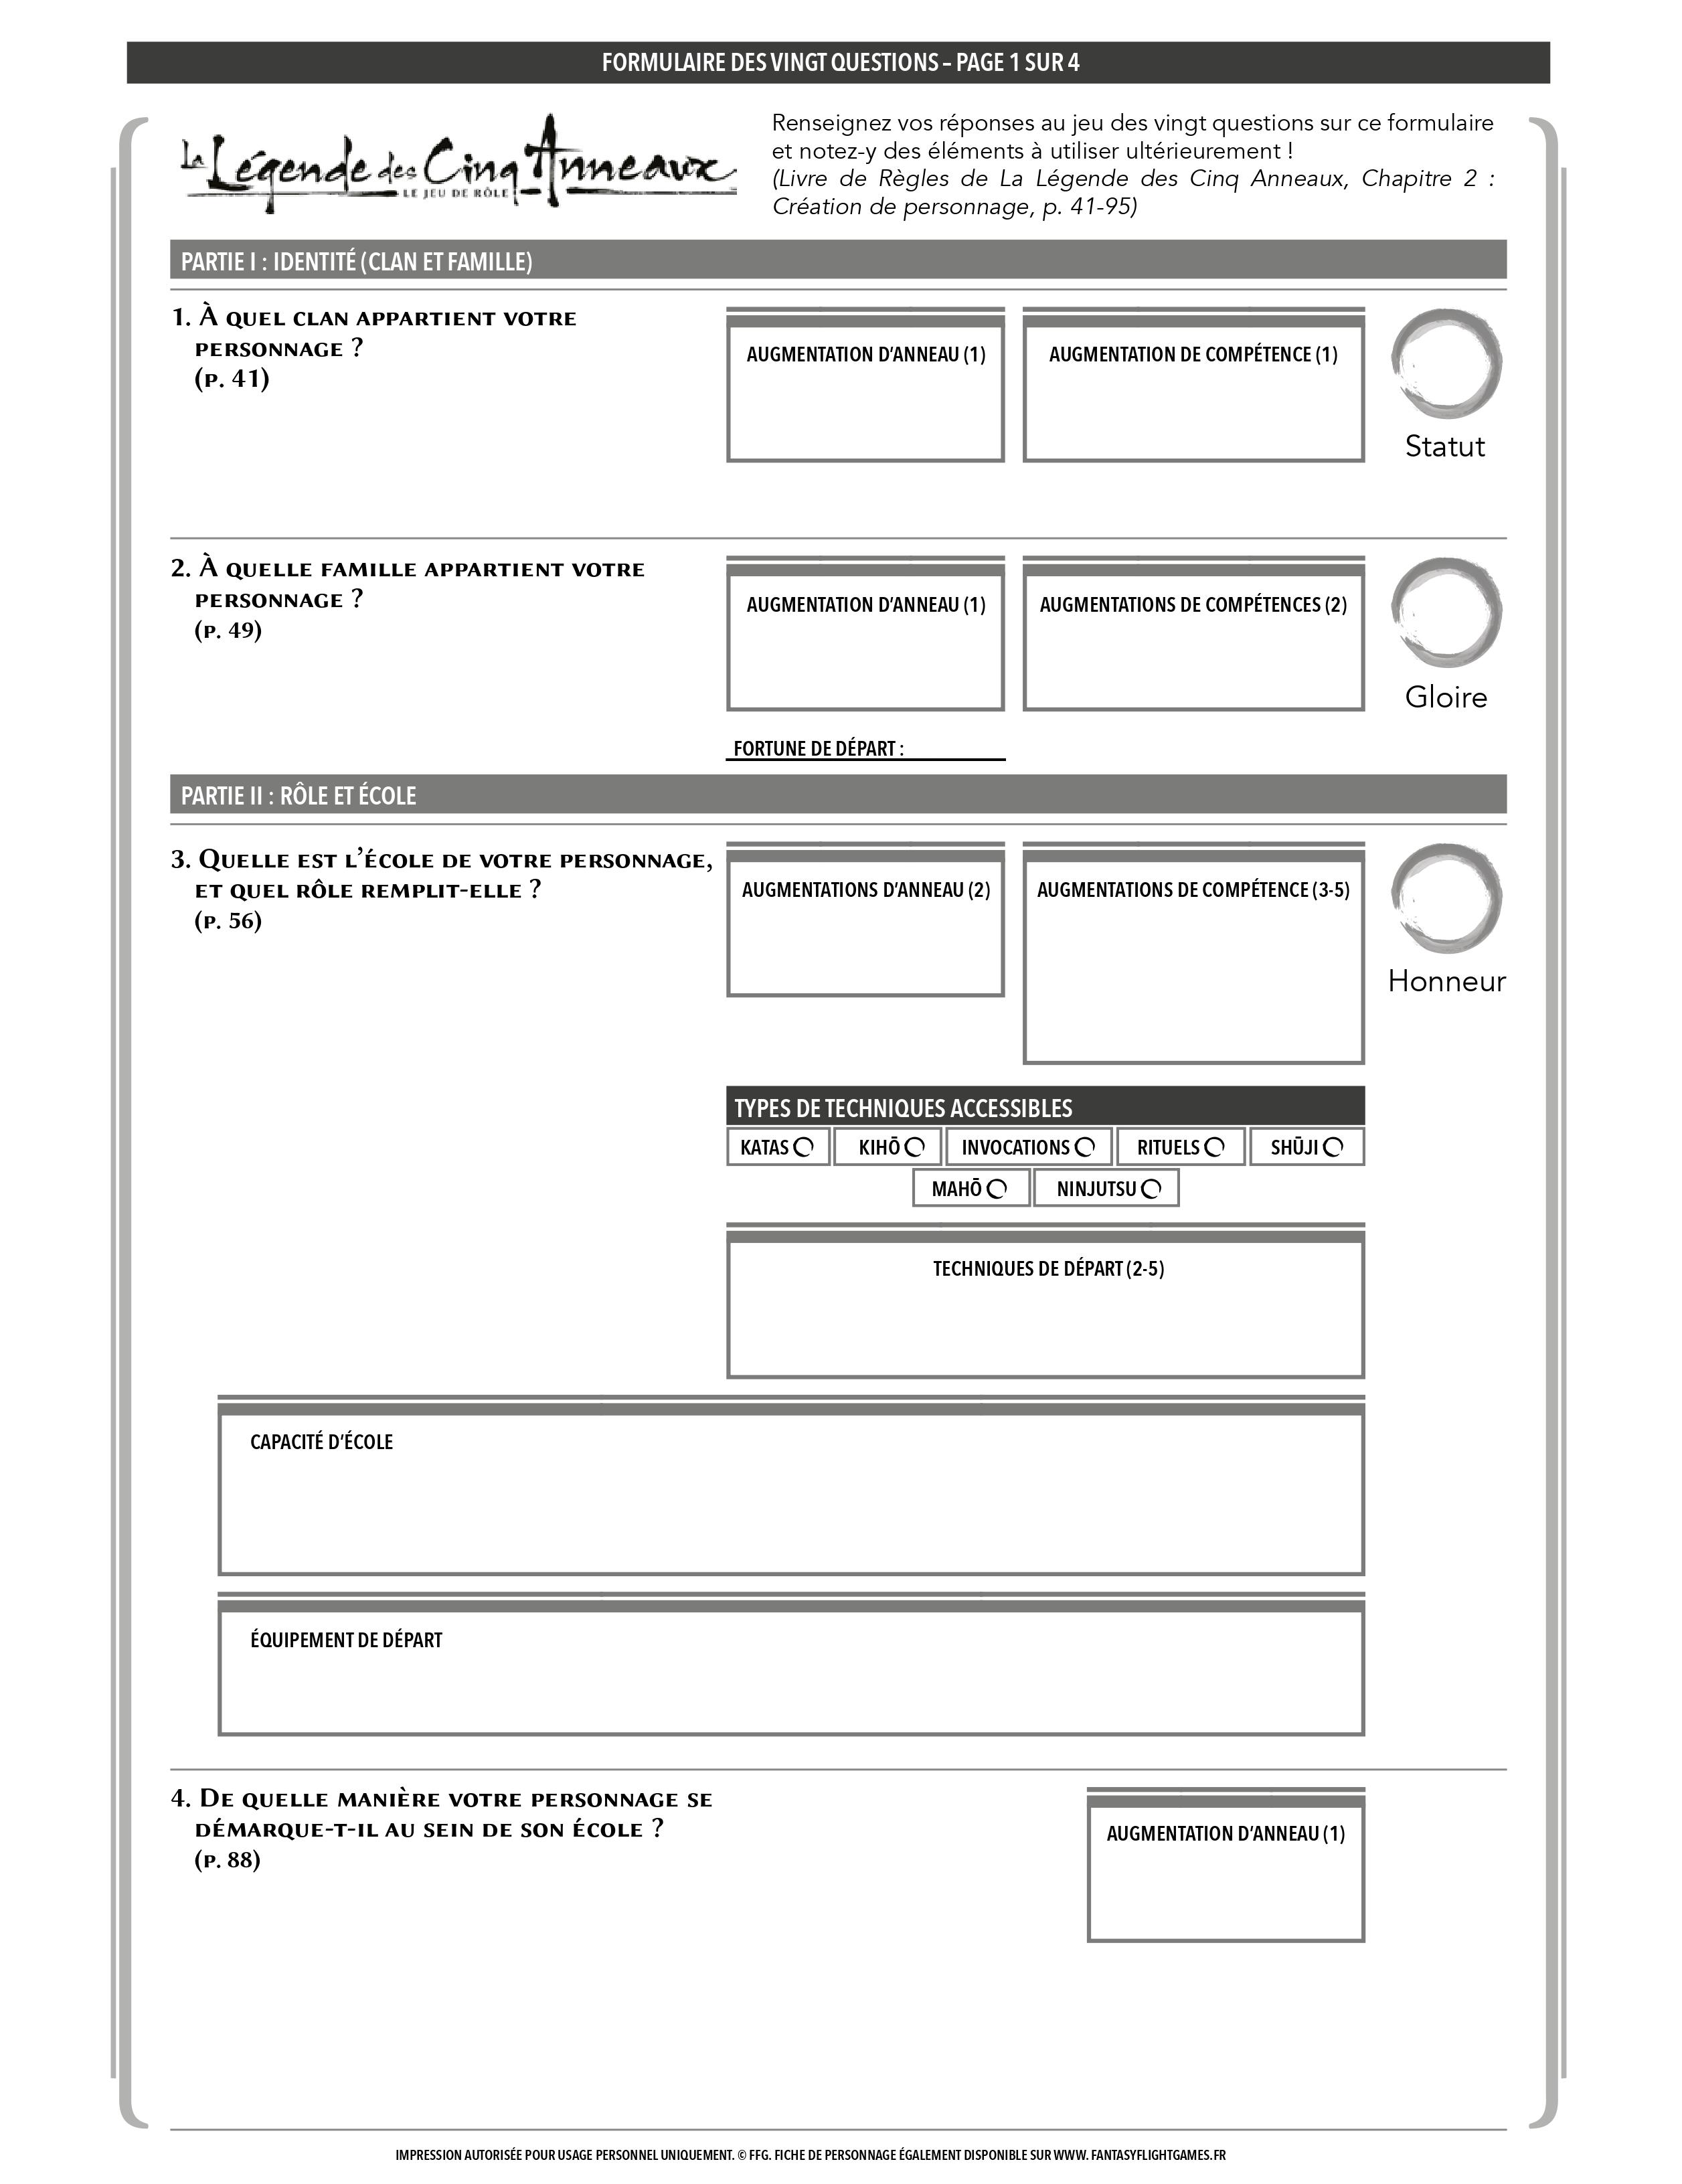 FORMULAIRE DES VINGT QUESTIONS – PAGE 1 SUR 4
La Légende des Cinq Anneaux
LE JEU DE RÔLE
Renseignez vos réponses au jeu des vingt questions sur ce formulaire
et notez-y des éléments à utiliser ultérieurement !
(Livre de Règles de La Légende des Cinq Anneaux, Chapitre 2 :
Création de personnage, p. 41-95)
PARTIE I : IDENTITÉ (CLAN ET FAMILLE)
1. À QUEL CLAN APPARTIENT VOTRE
PERSONNAGE ?
(P. 41)
AUGMENTATION D’ANNEAU (1)
AUGMENTATION DE COMPÉTENCE (1)
Statut
2. À QUELLE FAMILLE APPARTIENT VOTRE
PERSONNAGE ?
(P. 49)
AUGMENTATION D’ANNEAU (1)
AUGMENTATIONS DE COMPÉTENCES (2)
Gloire
FORTUNE DE DÉPART :
PARTIE II : RÔLE ET ÉCOLE
3. QUELLE EST L’ÉCOLE DE VOTRE PERSONNAGE,
ET QUEL RÔLE REMPLIT-ELLE ?
(P. 56)
AUGMENTATIONS D’ANNEAU (2)
AUGMENTATIONS DE COMPÉTENCE (3-5)
Honneur
TYPES DE TECHNIQUES ACCESSIBLES
KATAS
KIHŌ
INVOCATIONS
RITUELS
SHŪJI
MAHŌ
NINJUTSU
TECHNIQUES DE DÉPART (2-5)
CAPACITÉ D’ÉCOLE
ÉQUIPEMENT DE DÉPART
4. DE QUELLE MANIÈRE VOTRE PERSONNAGE SE
DÉMARQUE-T-IL AU SEIN DE SON ÉCOLE ?
(P. 88)
AUGMENTATION D’ANNEAU (1)
IMPRESSION AUTORISÉE POUR USAGE PERSONNEL UNIQUEMENT. © FFG. FICHE DE PERSONNAGE ÉGALEMENT DISPONIBLE SUR WWW. FANTASYFLIGHTGAMES.FR